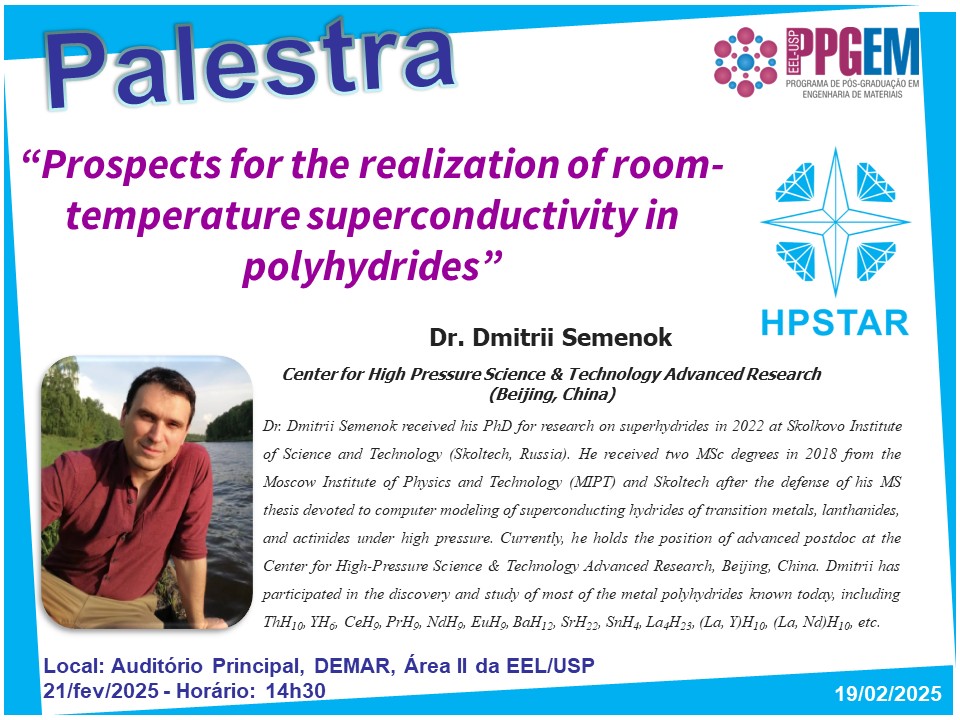 Palestra
EEL-USP
PPGEM
PROGRAMA DE PÓS-GRADUAÇÃO EM
ENGENHARIA DE MATERIAIS
“Prospects for the realization of room-
temperature superconductivity in
polyhydrides”
HPSTAR
Dr. Dmitrii Semenok
Center for High Pressure Science & Technology Advanced Research
(Beijing, China)
Dr. Dmitrii Semenok received his PhD for research on superhydrides in 2022 at Skolkovo Institute
of Science and Technology (Skoltech, Russia). He received two MSc degrees in 2018 from the
Moscow Institute of Physics and Technology (MIPT) and Skoltech after the defense of his MS
thesis devoted to computer modeling of superconducting hydrides of transition metals, lanthanides,
and actinides under high pressure. Currently, he holds the position of advanced postdoc at the
Center for High-Pressure Science & Technology Advanced Research, Beijing, China. Dmitrii has
participated in the discovery and study of most of the metal polyhydrides known today, including
ThH₁₀, YH₆, CeH₉, PrH₉, NdH₉, EuH₉, BaH₁₂, SrH₂₂, SnH₄, La₄H₂₃, (La, Y)H₁₀, (La, Nd)H₁₀, etc.
Local: Auditório Principal, DEMAR, Área II da EEL/USP
21/fev/2025 - Horário: 14h30
19/02/2025